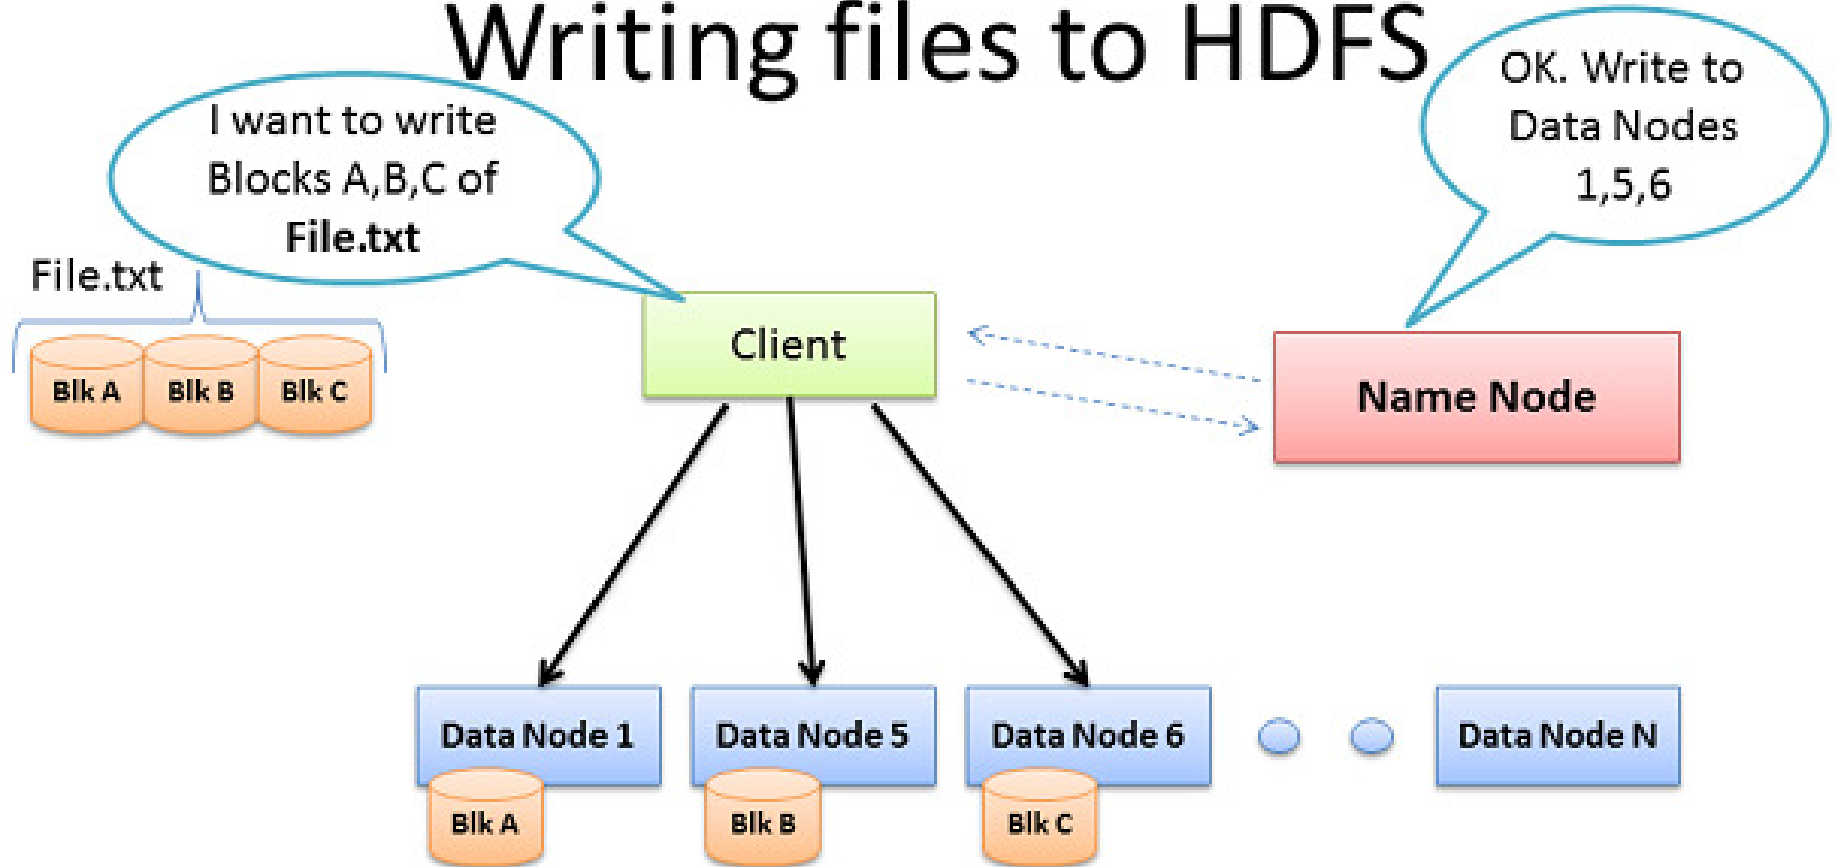 Writing files to HDFS
I want to write
Blocks A,B,C of
File.txt
OK. Write to
Data Nodes
1,5,6
File.txt
Blk A
Blk B
Blk C
Client
Name Node
Data Node 1
Data Node 5
Data Node 6
Data Node N
Blk A
Blk B
Blk C